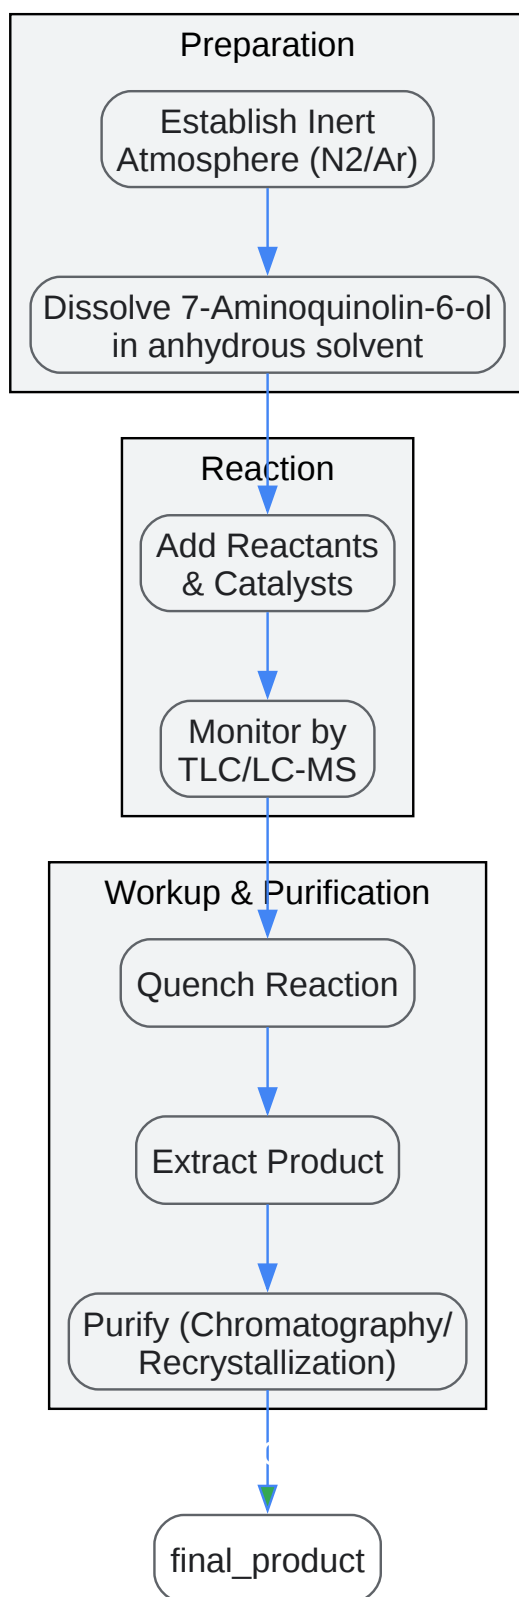 Preparation
Establish Inert
Atmosphere (N2/Ar)
Dissolve 7-Aminoquinolin-6-ol
in anhydrous solvent
Reaction
Add Reactants
& Catalysts
Monitor by
TLC/LC-MS
Workup & Purification
Quench Reaction
Extract Product
Purify (Chromatography/
Recrystallization)
final_product